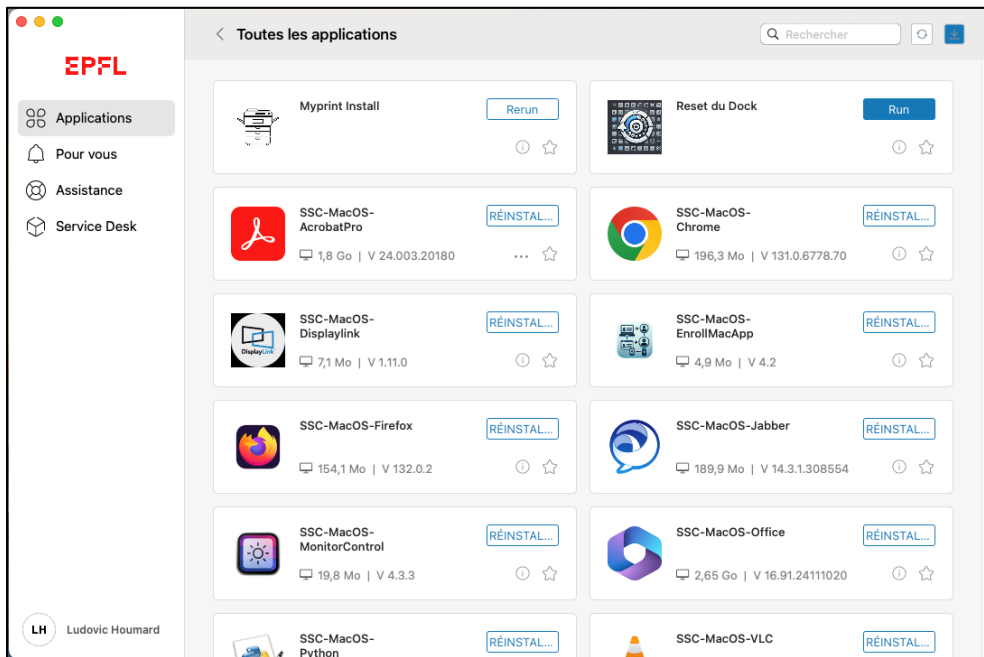 EPFL
Applications
Pour vous
Assistance
Service Desk
LH
Ludovic Houmard
Toutes les applications
Rechercher
Myprint Install
Rerun
Reset du Dock
Run
SSC-MacOS-
AcrobatPro
RÉINSTAL...
1,8 Go | V 24.003.20180
SSC-MacOS-
Chrome
RÉINSTAL...
196,3 Mo | V 131.0.6778.70
DisplayLink
SSC-MacOS-
Displaylink
RÉINSTAL...
7,1 Mo | V 1.11.0
SSC-MacOS-
EnrollMacApp
RÉINSTAL...
4,9 Mo | V 4.2
SSC-MacOS-Firefox
RÉINSTAL...
154,1 Mo | V 132.0.2
SSC-MacOS-Jabber
RÉINSTAL...
189,9 Mo | V 14.3.1.308554
SSC-MacOS-
MonitorControl
RÉINSTAL...
19,8 Mo | V 4.3.3
SSC-MacOS-Office
RÉINSTAL...
2,65 Go | V 16.91.24111020
SSC-MacOS-
Python
RÉINSTAL...
SSC-MacOS-VLC
RÉINSTAL...